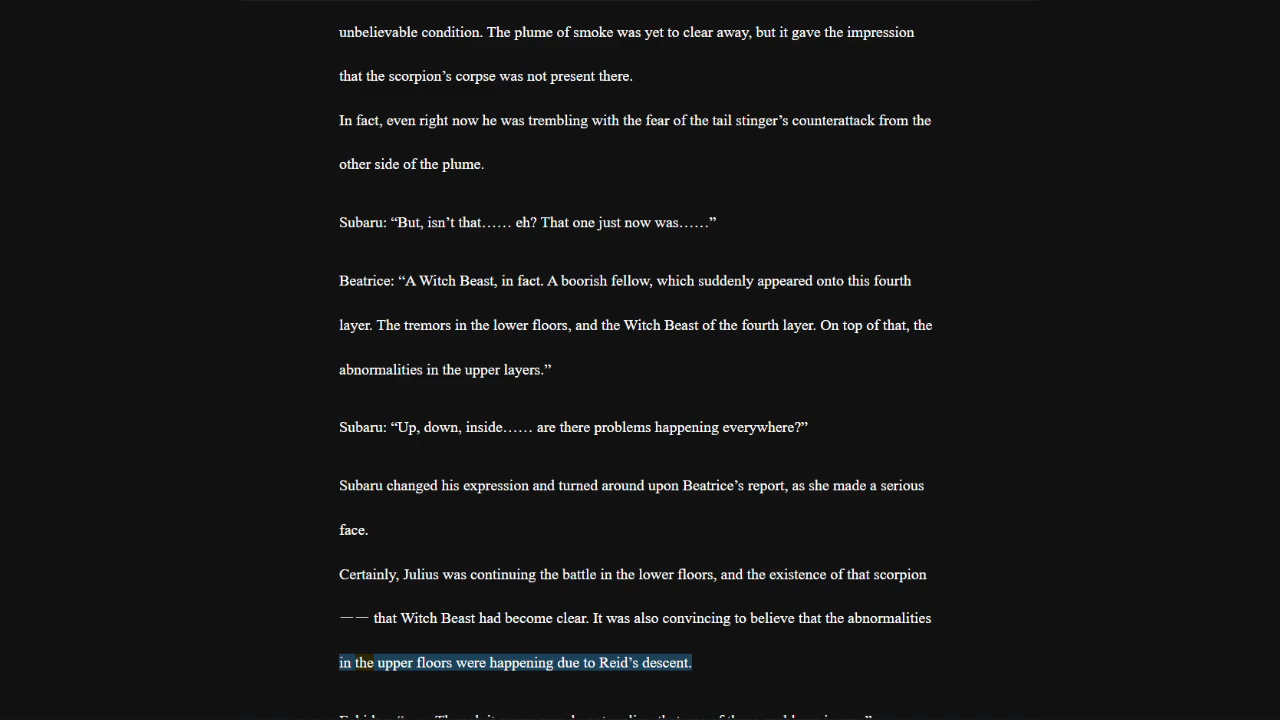 unbelievable condition. The plume of smoke was yet to clear away, but it gave the impression
that the scorpion’s corpse was not present there.
In fact, even right now he was trembling with the fear of the tail stinger’s counterattack from the
other side of the plume.
Subaru: “But, isn’t that…… eh? That one just now was……”
Beatrice: “A Witch Beast, in fact. A boorish fellow, which suddenly appeared onto this fourth
layer. The tremors in the lower floors, and the Witch Beast of the fourth layer. On top of that, the
abnormalities in the upper layers.”
Subaru: “Up, down, inside…… are there problems happening everywhere?”
Subaru changed his expression and turned around upon Beatrice’s report, as she made a serious
face.
Certainly, Julius was continuing the battle in the lower floors, and the existence of that scorpion
―― that Witch Beast had become clear. It was also convincing to believe that the abnormalities
in the upper floors were happening due to Reid’s descent.